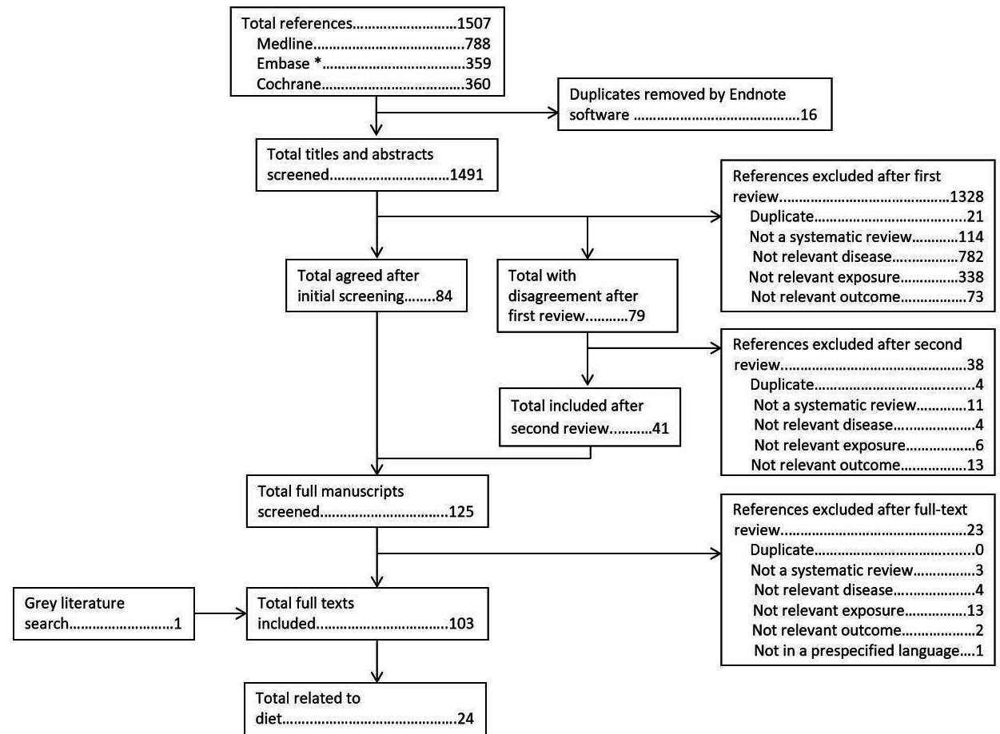 Total references……………………1507
Medline……………………………788
Embase *…………………………359
Cochrane…………………………360
Duplicates removed by Endnote
software ………………………………….16
Total titles and abstracts
screened………………………1491
References excluded after first
review…………………………………1328
Duplicate………………………………21
Not a systematic review…………114
Not relevant disease……………782
Not relevant exposure…………338
Not relevant outcome……………73
Total agreed after
initial screening……..84
Total with
disagreement after
first review………..79
References excluded after second
review………………………………………38
Duplicate…………………………………4
Not a systematic review…………..11
Not relevant disease………………..4
Not relevant exposure………………6
Not relevant outcome……………13
Total included after
second review………..41
Total full manuscripts
screened…………………………..125
References excluded after full-text
review………………………………………23
Duplicate…………………………………0
Not a systematic review……………3
Not relevant disease………………..4
Not relevant exposure……………13
Not relevant outcome………………2
Not in a prespecified language….1
Grey literature
search………………………1
Total full texts
included……………………………103
Total related to
diet…………………………………….24